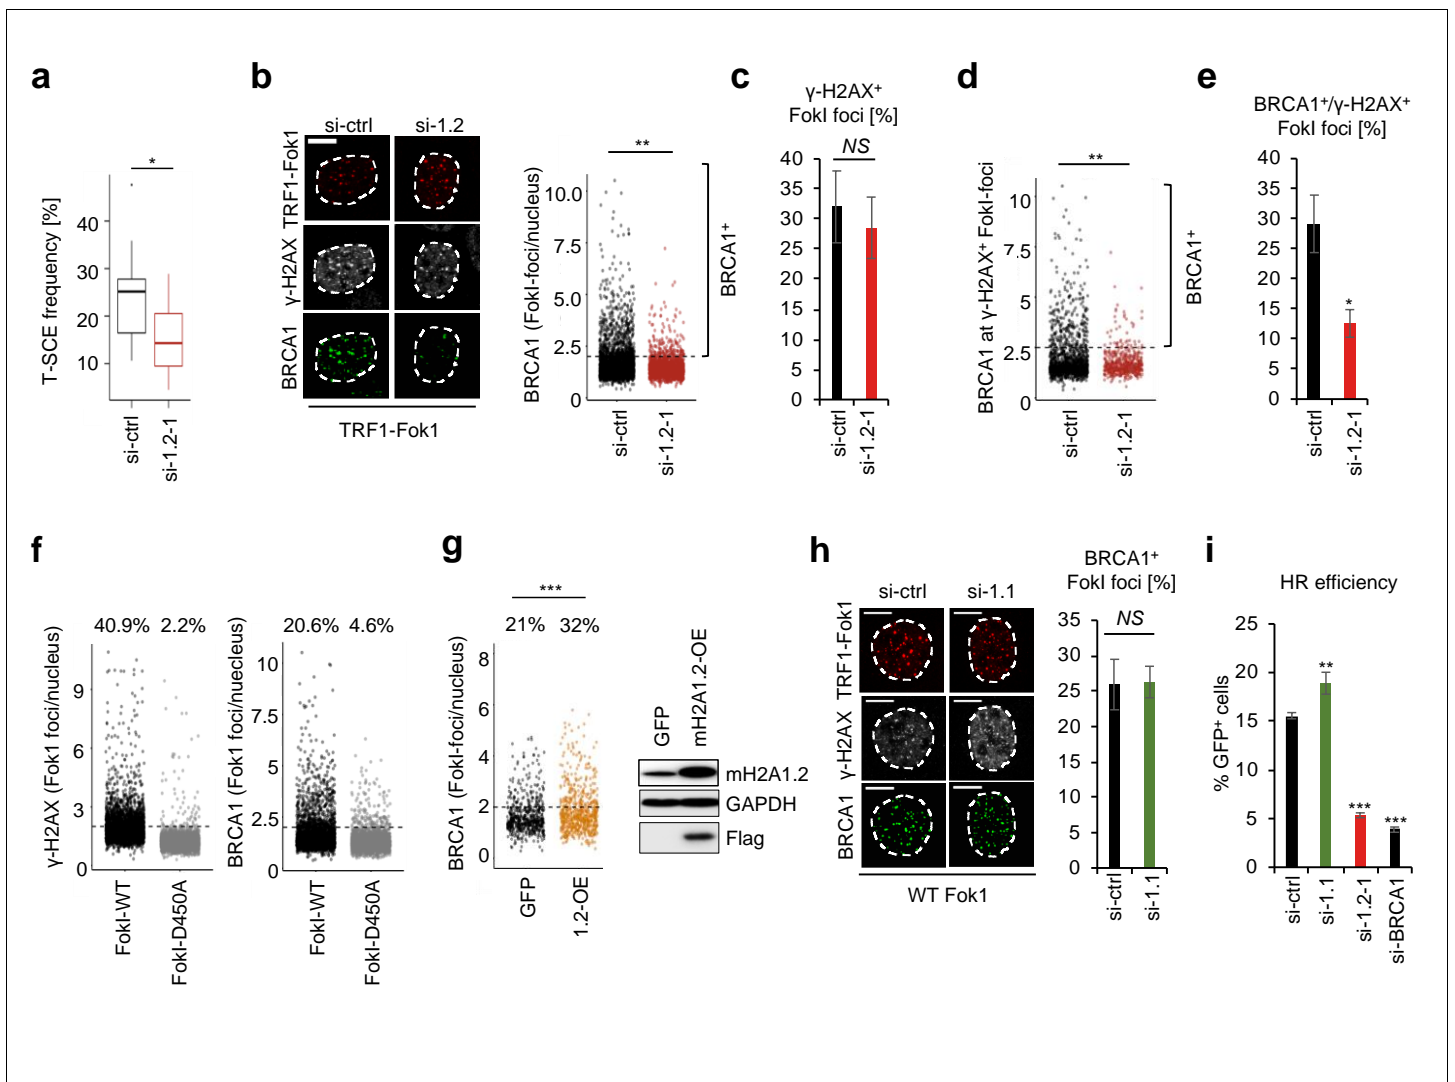 a
*
T-SCE frequency [%]
40
30
20
10
si-ctrl
si-1.2-1
b
si-ctrl
si-1.2
TRF1-Fok1
γ-H2AX
BRCA1
TRF1-Fok1
**
BRCA1 (FokI-foci/nucleus)
10.0
7.5
5.0
2.5
0
BRCA1+
si-ctrl
si-1.2-1
c
γ-H2AX+
FokI foci [%]
NS
40
35
30
25
20
15
10
5
0
si-ctrl
si-1.2-1
d
**
BRCA1 at γ-H2AX+ FokI-foci
10
7.5
5
2.5
0
BRCA1+
si-ctrl
si-1.2-1
e
BRCA1+/γ-H2AX+
FokI foci [%]
40
35
30
25
20
15
10
5
0
*
si-ctrl
si-1.2-1
f
γ-H2AX (Fok1 foci/nucleus)
40.9%
2.2%
9
6
3
0
FokI-WT
FokI-D450A
BRCA1 (Fok1 foci/nuecleus)
20.6%
4.6%
10
7.5
5
2.5
0
FokI-WT
FokI-D450A
g
***
21%
32%
BRCA1 (FokI-foci/nucleus)
8
6
4
2
0
GFP
1.2-OE
GFP
mH2A1.2-OE
mH2A1.2
GAPDH
Flag
h
si-ctrl
si-1.1
TRF1-Fok1
γ-H2AX
BRCA1
WT Fok1
BRCA1+
FokI foci [%]
NS
35
30
25
20
15
10
5
0
si-ctrl
si-1.1
i
HR efficiency
% GFP+ cells
25
20
15
10
5
0
**
***
***
si-ctrl
si-1.1
si-1.2-1
si-BRCA1